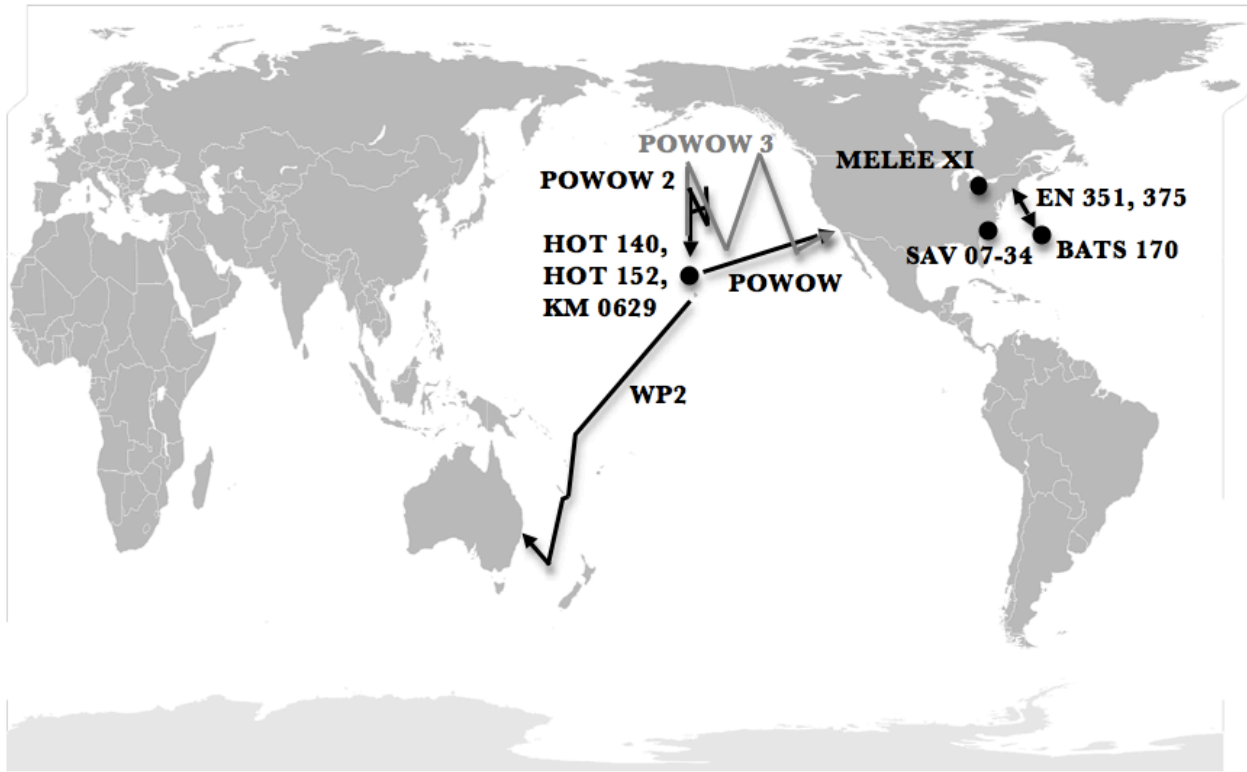 POWOW 3
MELEE XI
POWOW 2
EN 351, 375
HOT 140,
HOT 152,
KM 0629
SAV 07-34
BATS 170
POWOW
WP2